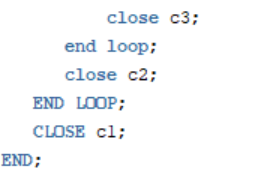 close c3;
end loop;
close c2;
END LOOP;
CLOSE c1;
END;